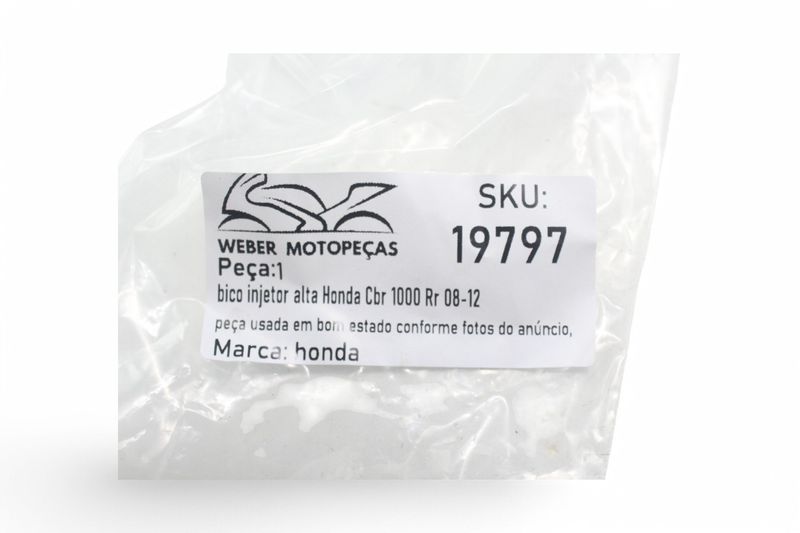 SKU:
19797
WEBER MOTOPEÇAS
Peça:1
bico injetor alta Honda Cbr 1000 Rr 08-12
peça usada em bom estado conforme fotos do anúncio,
Marca: honda